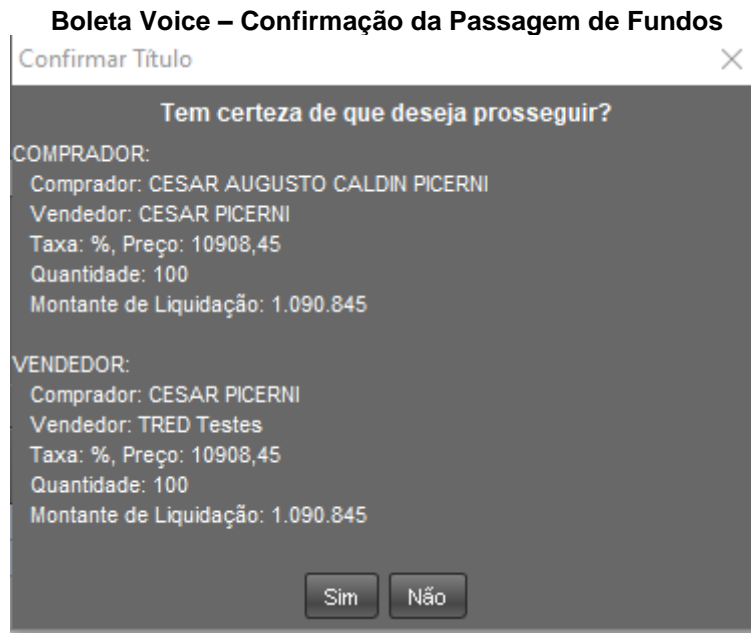 Boleta Voice – Confirmação da Passagem de Fundos
Confirmar Título
Tem certeza de que deseja prosseguir?
COMPRADOR:
Comprador: CESAR AUGUSTO CALDIN PICERNI
Vendedor: CESAR PICERNI
Taxa: %, Preço: 10908,45
Quantidade: 100
Montante de Liquidação: 1.090.845
VENDEDOR:
Comprador: CESAR PICERNI
Vendedor: TRED Testes
Taxa: %, Preço: 10908,45
Quantidade: 100
Montante de Liquidação: 1.090.845
Sim Não